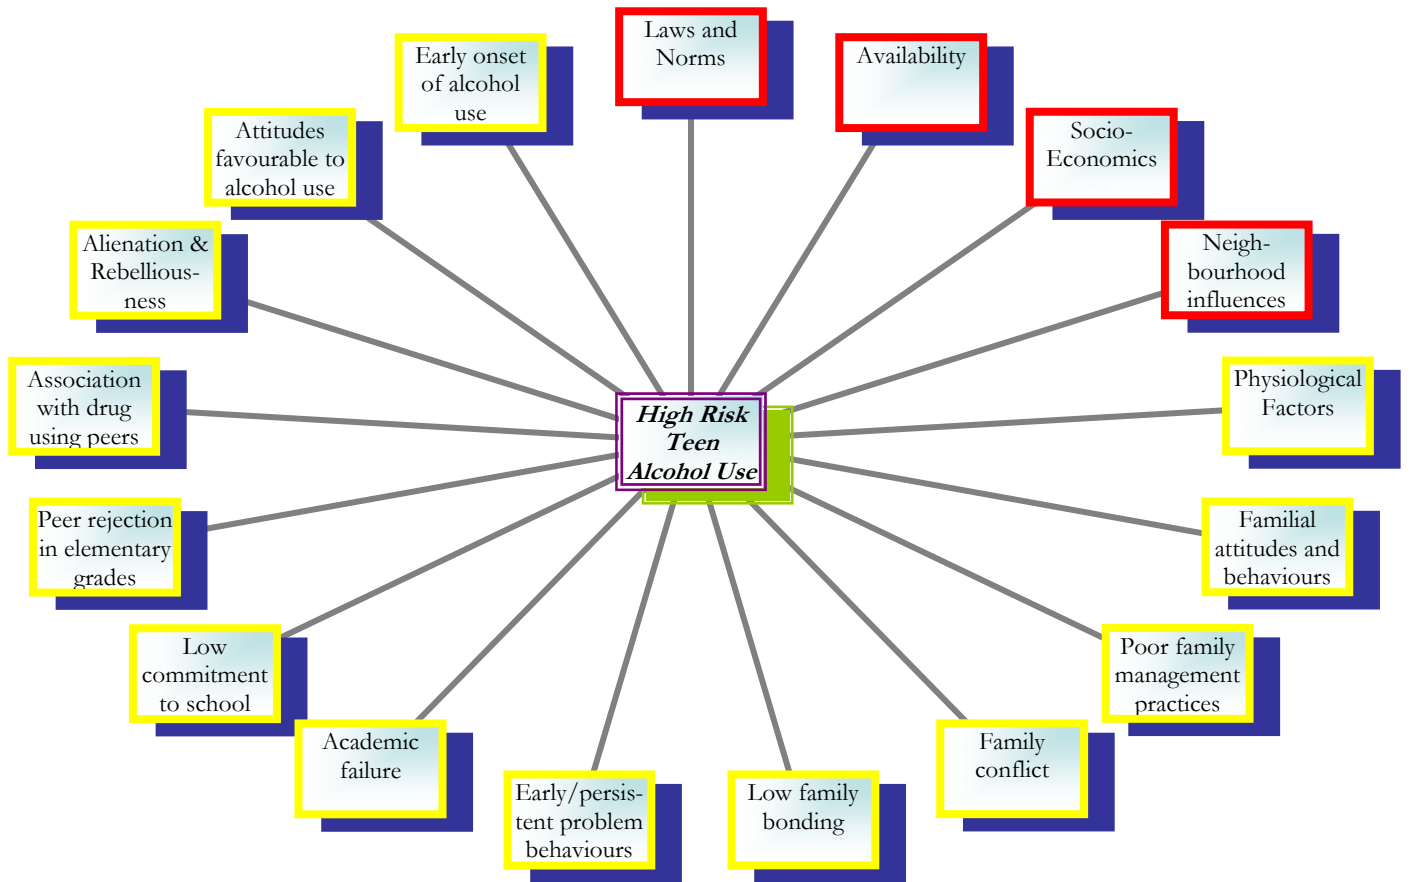 Laws and
Norms
Availability
Socio-
Economics
Neigh-
bourhood
influences
Physiological
Factors
Familial
attitudes and
behaviours
Poor family
management
practices
Family
conflict
Low family
bonding
Early/persis-
tent problem
behaviours
Academic
failure
Low
commitment
to school
Peer rejection
in elementary
grades
Association
with drug
using peers
Alienation &
Rebellious-
ness
Attitudes
favourable to
alcohol use
Early onset
of alcohol
use
High Risk
Teen
Alcohol Use